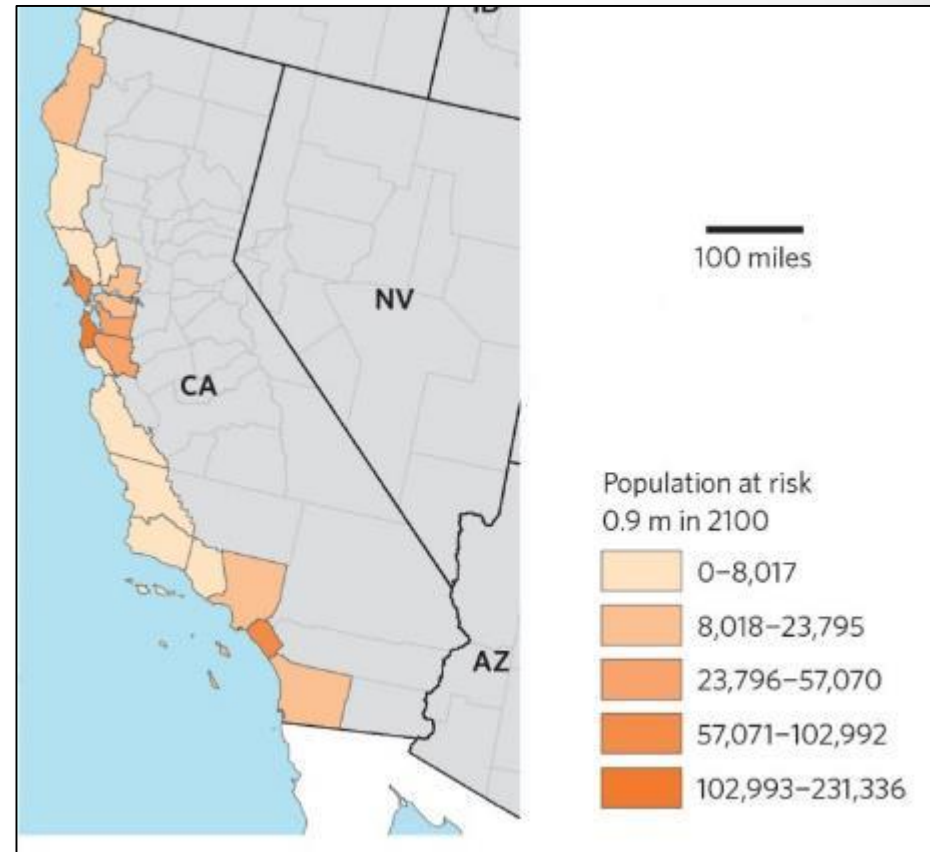 ID
NV
100 miles
CA
AZ
Population at risk
0.9 m in 2100
0–8,017
8,018–23,795
23,796–57,070
57,071–102,992
102,993–231,336